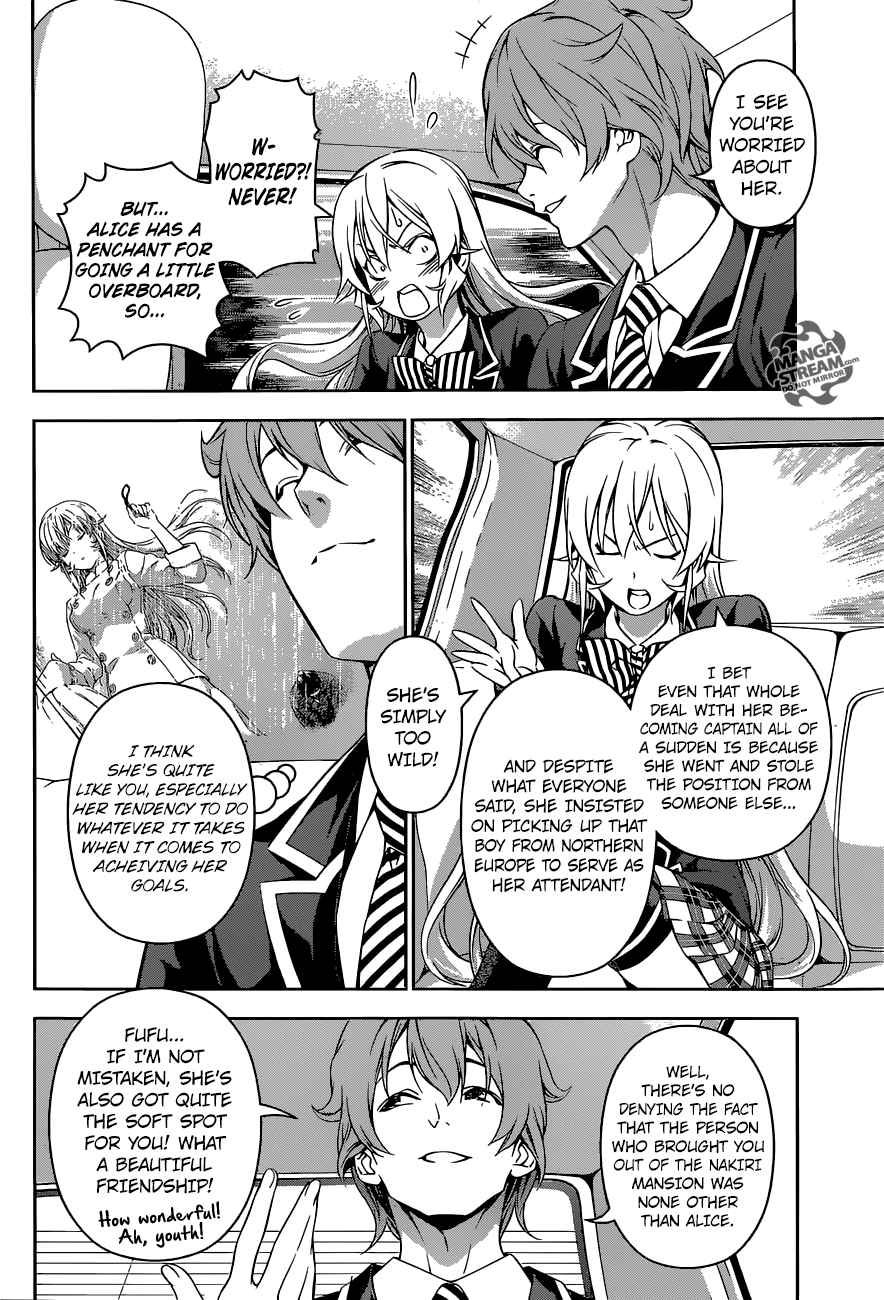 I SEE
YOU'RE
WORRIED
ABOUT
HER.
W-
WORRIED?!
NEVER!
BUT...
ALICE HAS A
PENCHANT FOR
GOING A LITTLE
OVERBOARD,
SO...
MANGA
STREAM.com
DO NOT MIRROR
I BET
EVEN THAT WHOLE
DEAL WITH HER BE-
COMING CAPTAIN ALL OF
A SUDDEN IS BECAUSE
SHE WENT AND STOLE
THE POSITION FROM
SOMEONE ELSE...
AND DESPITE
WHAT EVERYONE
SAID, SHE INSISTED
ON PICKING UP THAT
BOY FROM NORTHERN
EUROPE TO SERVE AS
HER ATTENDANT!
SHE'S
SIMPLY
TOO
WILD!
I THINK
SHE'S QUITE
LIKE YOU, ESPECIALLY
HER TENDENCY TO DO
WHATEVER IT TAKES
WHEN IT COMES TO
ACHEIVING HER
GOALS.
WELL,
THERE'S NO
DENYING THE FACT
THAT THE PERSON
WHO BROUGHT YOU
OUT OF THE NAKIRI
MANSION WAS
NONE OTHER
THAN ALICE.
FUFU...
IF I'M NOT
MISTAKEN, SHE'S
ALSO GOT QUITE
THE SOFT SPOT
FOR YOU! WHAT
A BEAUTIFUL
FRIENDSHIP!
How wonderful!
Ah, youth!